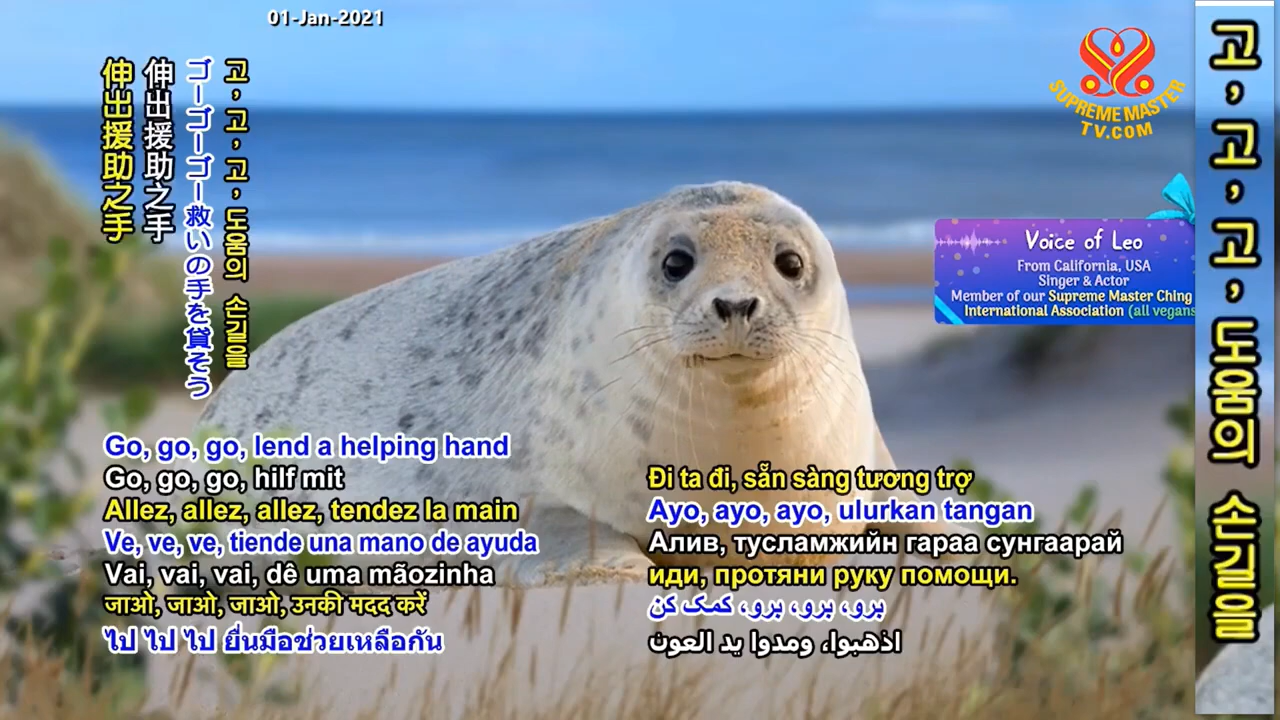 01-Jan-2021
고, 고, 고, 도움의 손길을
ゴーゴーゴー救いの手を貸そう
伸出援助之手
伸出援助之手
SUPREME MASTER
TV.COM
Voice of Leo
From California, USA
Singer & Actor
Member of our Supreme Master Ching
International Association (all vegans
고, 고, 고, 도움의 손길을
Go, go, go, lend a helping hand
Go, go, go, hilf mit
Allez, allez, allez, tendez la main
Ve, ve, ve, tiende una mano de ayuda
Vai, vai, vai, dê uma mãozinha
जाओ, जाओ, जाओ, उनकी मदद करें
ไป ไป ไป ยื่นมือช่วยเหลือกัน
Đi ta đi, sẵn sàng tương trợ
Ayo, ayo, ayo, ulurkan tangan
Алив, тусламжийн гараа сунгаарай
иди, протяни руку помощи.
برو، برو، برو، کمک کن
اذهبوا، ومدوا يد العون